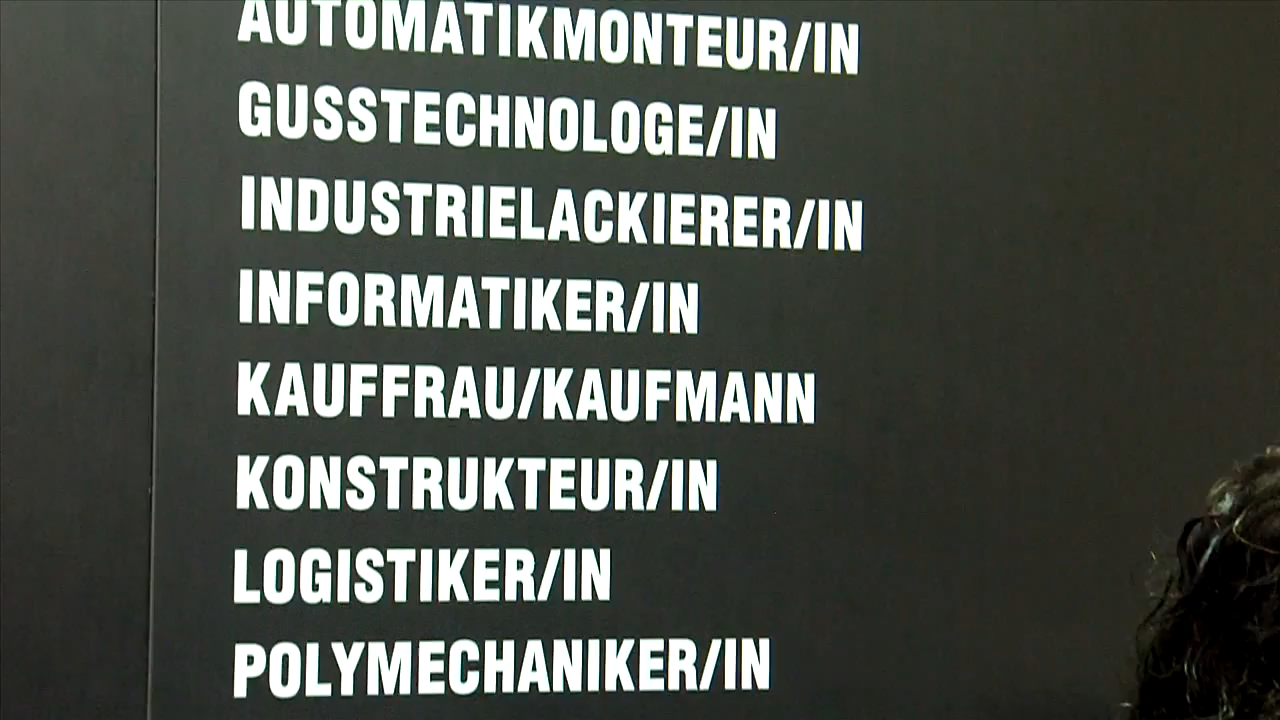 AUTOMATIKMONTEUR/IN
GUSSTECHNOLOGE/IN
INDUSTRIELACKIERER/IN
INFORMATIKER/IN
KAUFFRAU/KAUFMANN
KONSTRUKTEUR/IN
LOGISTIKER/IN
POLYMECHANIKER/IN